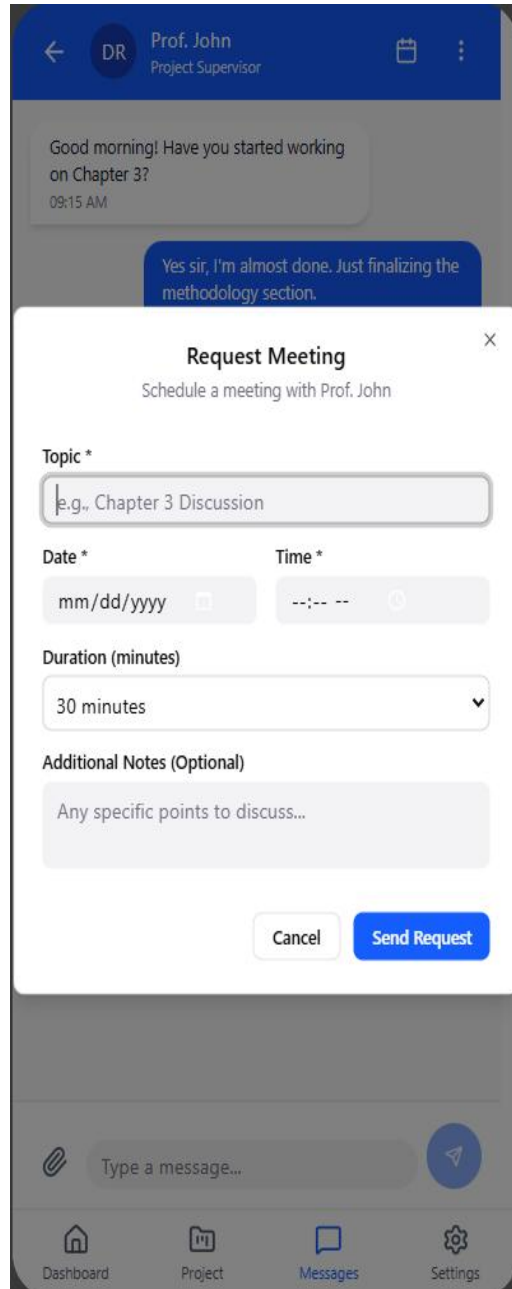 DR
Prof. John
Project Supervisor
Good morning! Have you started working
on Chapter 3?
09:15 AM
Yes sir, I'm almost done. Just finalizing the
methodology section.
Request Meeting
Schedule a meeting with Prof. John
Topic *
e.g., Chapter 3 Discussion
Date * Time *
mm/dd/yyyy --:-- --
Duration (minutes)
30 minutes
Additional Notes (Optional)
Any specific points to discuss...
Cancel Send Request
Type a message...
Dashboard Project Messages Settings